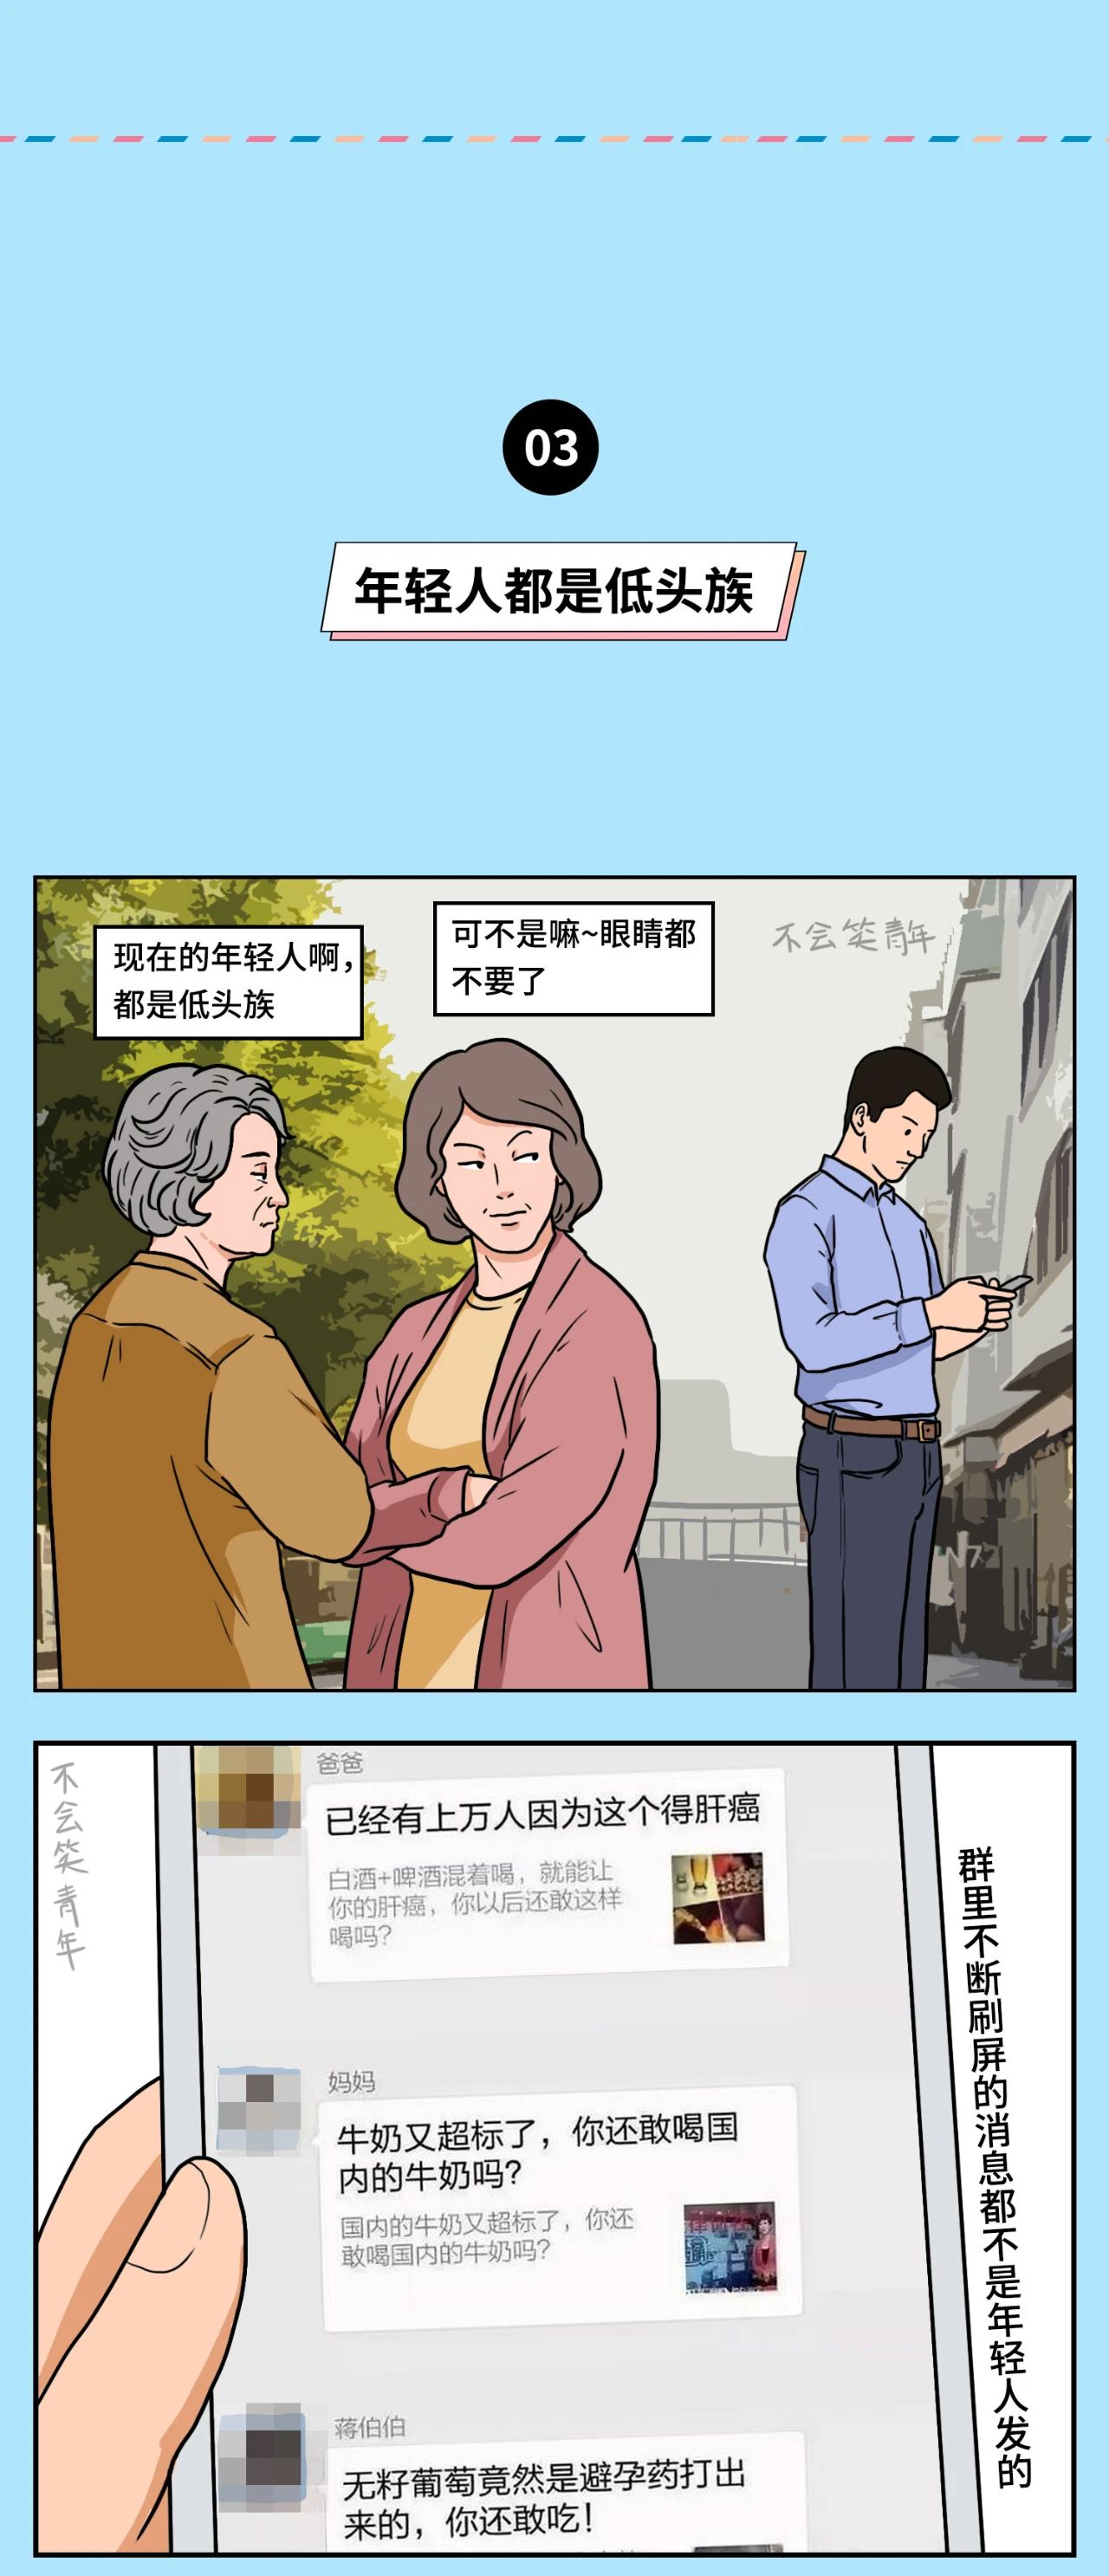 03
年轻人都是低头族
现在的年轻人啊，
都是低头族
可不是嘛~眼睛都
不要了
不会笑青年
N77
不会笑青年
爸爸
已经有上万人因为这个得肝癌
白酒+啤酒混着喝，就能让
你的肝癌，你以后还敢这样
喝吗？
妈妈
牛奶又超标了，你还敢喝国
内的牛奶吗？
国内的牛奶又超标了，你还
敢喝国内的牛奶吗？
蒋伯伯
无籽葡萄竟然是避孕药打出
来的，你还敢吃！
群里不断刷屏的消息都不是年轻人发的